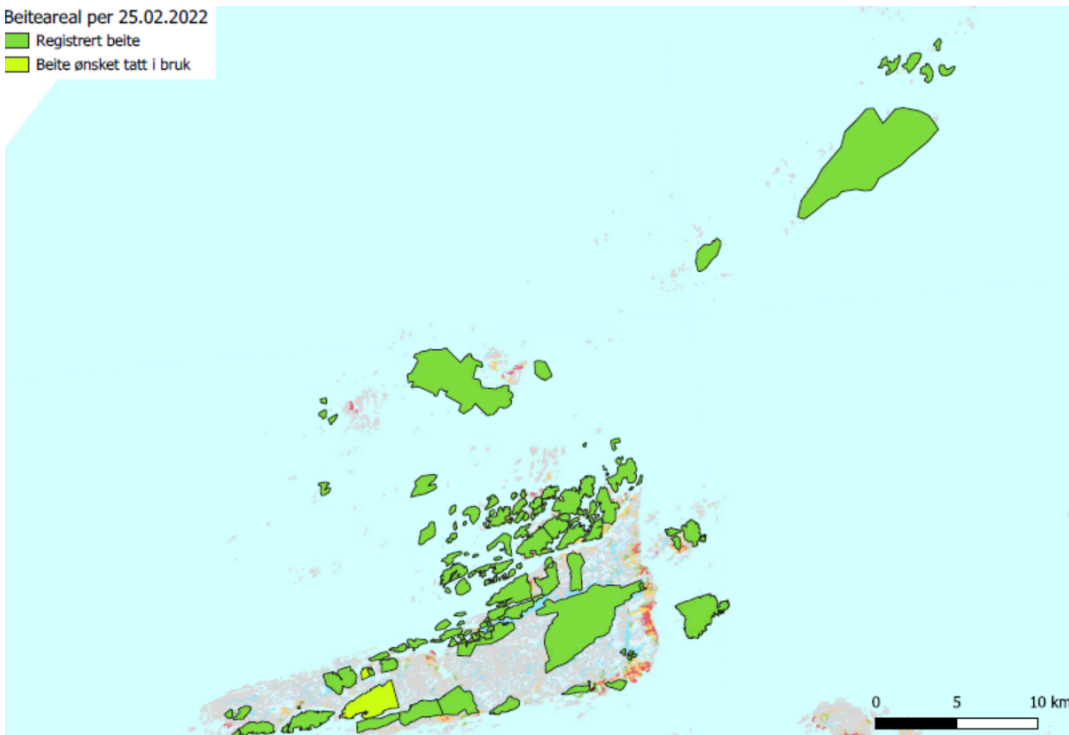 Beiteareal per 25.02.2022
Registrert beite
Beite ønsket tatt i bruk
0 5 10 km